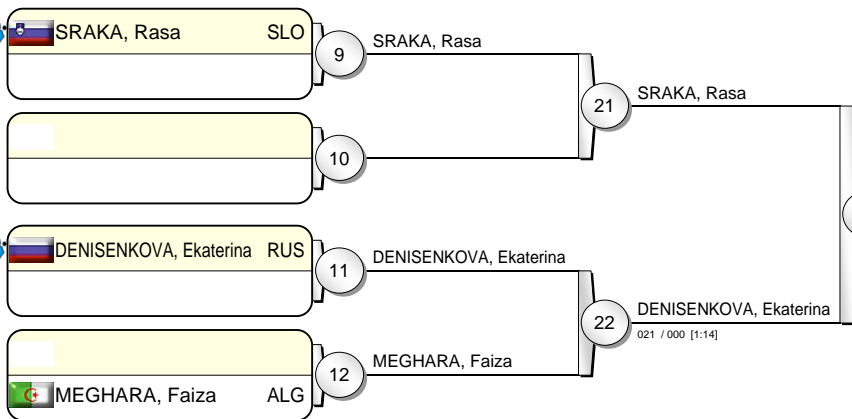 SRAKA, Rasa SLO
9
SRAKA, Rasa
21
SRAKA, Rasa
10
DENISENKOVA, Ekaterina RUS
11
DENISENKOVA, Ekaterina
22
DENISENKOVA, Ekaterina
021 / 000 [1:14]
12
MEGHARA, Faiza
MEGHARA, Faiza ALG